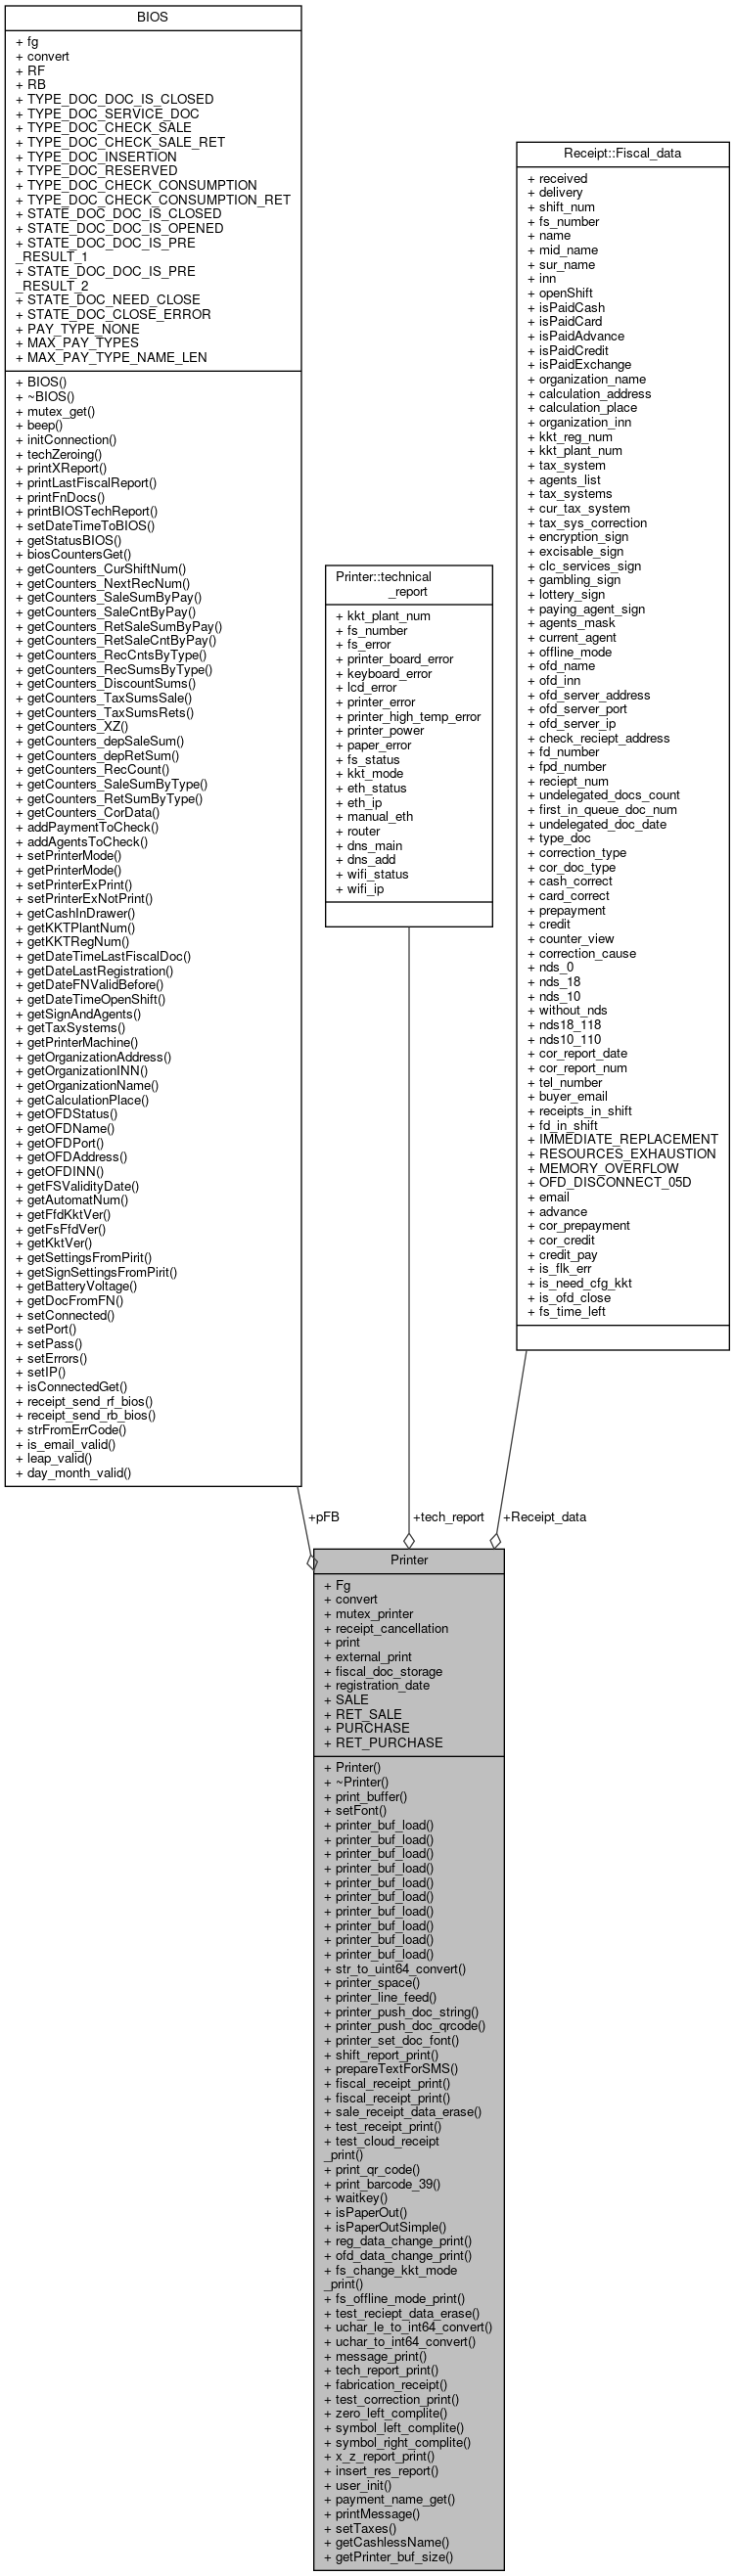 BIOS
+ fg
+ convert
+ RF
+ RB
+ TYPE_DOC_DOC_IS_CLOSED
+ TYPE_DOC_SERVICE_DOC
+ TYPE_DOC_CHECK_SALE
+ TYPE_DOC_CHECK_SALE_RET
+ TYPE_DOC_INSERTION
+ TYPE_DOC_RESERVED
+ TYPE_DOC_CHECK_CONSUMPTION
+ TYPE_DOC_CHECK_CONSUMPTION_RET
+ STATE_DOC_DOC_IS_CLOSED
+ STATE_DOC_DOC_IS_OPENED
+ STATE_DOC_DOC_IS_PRE
_RESULT_1
+ STATE_DOC_DOC_IS_PRE
_RESULT_2
+ STATE_DOC_NEED_CLOSE
+ STATE_DOC_CLOSE_ERROR
+ PAY_TYPE_NONE
+ MAX_PAY_TYPES
+ MAX_PAY_TYPE_NAME_LEN
+ BIOS()
+ ~BIOS()
+ mutex_get()
+ beep()
+ initConnection()
+ techZeroing()
+ printXReport()
+ printLastFiscalReport()
+ printFnDocs()
+ printBIOSTechReport()
+ setDateTimeToBIOS()
+ getStatusBIOS()
+ biosCountersGet()
+ getCounters_CurShiftNum()
+ getCounters_NextRecNum()
+ getCounters_SaleSumByPay()
+ getCounters_SaleCntByPay()
+ getCounters_RetSaleSumByPay()
+ getCounters_RetSaleCntByPay()
+ getCounters_RecCntsByType()
+ getCounters_RecSumsByType()
+ getCounters_DiscountSums()
+ getCounters_TaxSumsSale()
+ getCounters_TaxSumsRets()
+ getCounters_XZ()
+ getCounters_depSaleSum()
+ getCounters_depRetSum()
+ getCounters_RecCount()
+ getCounters_SaleSumByType()
+ getCounters_RetSumByType()
+ getCounters_CorData()
+ addPaymentToCheck()
+ addAgentsToCheck()
+ setPrinterMode()
+ getPrinterMode()
+ setPrinterExPrint()
+ setPrinterExNotPrint()
+ getCashInDrawer()
+ getKKTPlantNum()
+ getKKTRegNum()
+ getDateTimeLastFiscalDoc()
+ getDateLastRegistration()
+ getDateFNValidBefore()
+ getDateTimeOpenShift()
+ getSignAndAgents()
+ getTaxSystems()
+ getPrinterMachine()
+ getOrganizationAddress()
+ getOrganizationINN()
+ getOrganizationName()
+ getCalculationPlace()
+ getOFDStatus()
+ getOFDName()
+ getOFDPort()
+ getOFDAddress()
+ getOFDINN()
+ getFSValidityDate()
+ getAutomatNum()
+ getFfdKktVer()
+ getFsFfdVer()
+ getKktVer()
+ getSettingsFromPirit()
+ getSignSettingsFromPirit()
+ getBatteryVoltage()
+ getDocFromFN()
+ setConnected()
+ setPort()
+ setPass()
+ setErrors()
+ setIP()
+ isConnectedGet()
+ receipt_send_rf_bios()
+ receipt_send_rb_bios()
+ strFromErrCode()
+ is_email_valid()
+ leap_valid()
+ day_month_valid()
Printer::technical
_report
+ kkt_plant_num
+ fs_number
+ fs_error
+ printer_board_error
+ keyboard_error
+ lcd_error
+ printer_error
+ printer_high_temp_error
+ printer_power
+ paper_error
+ fs_status
+ kkt_mode
+ eth_status
+ eth_ip
+ manual_eth
+ router
+ dns_main
+ dns_add
+ wifi_status
+ wifi_ip
Receipt::Fiscal_data
+ received
+ delivery
+ shift_num
+ fs_number
+ name
+ mid_name
+ sur_name
+ inn
+ openShift
+ isPaidCash
+ isPaidCard
+ isPaidAdvance
+ isPaidCredit
+ isPaidExchange
+ organization_name
+ calculation_address
+ calculation_place
+ organization_inn
+ kkt_reg_num
+ kkt_plant_num
+ tax_system
+ agents_list
+ tax_systems
+ cur_tax_system
+ tax_sys_correction
+ encryption_sign
+ excisable_sign
+ clc_services_sign
+ gambling_sign
+ lottery_sign
+ paying_agent_sign
+ agents_mask
+ current_agent
+ offline_mode
+ ofd_name
+ ofd_inn
+ ofd_server_address
+ ofd_server_port
+ ofd_server_ip
+ check_reciept_address
+ fd_number
+ fpd_number
+ reciept_num
+ undelegated_docs_count
+ first_in_queue_doc_num
+ undelegated_doc_date
+ type_doc
+ correction_type
+ cor_doc_type
+ cash_correct
+ card_correct
+ prepayment
+ credit
+ counter_view
+ correction_cause
+ nds_0
+ nds_18
+ nds_10
+ without_nds
+ nds18_118
+ nds10_110
+ cor_report_date
+ cor_report_num
+ tel_number
+ buyer_email
+ receipts_in_shift
+ fd_in_shift
+ IMMEDIATE_REPLACEMENT
+ RESOURCES_EXHAUSTION
+ MEMORY_OVERFLOW
+ OFD_DISCONNECT_05D
+ email
+ advance
+ cor_prepayment
+ cor_credit
+ credit_pay
+ is_flk_err
+ is_need_cfg_kkt
+ is_ofd_close
+ fs_time_left
+pFB
+tech_report
+Receipt_data
Printer
+ Fg
+ convert
+ mutex_printer
+ receipt_cancellation
+ print
+ external_print
+ fiscal_doc_storage
+ registration_date
+ SALE
+ RET_SALE
+ PURCHASE
+ RET_PURCHASE
+ Printer()
+ ~Printer()
+ print_buffer()
+ setFont()
+ printer_buf_load()
+ printer_buf_load()
+ printer_buf_load()
+ printer_buf_load()
+ printer_buf_load()
+ printer_buf_load()
+ printer_buf_load()
+ printer_buf_load()
+ printer_buf_load()
+ printer_buf_load()
+ str_to_uint64_convert()
+ printer_space()
+ printer_line_feed()
+ printer_push_doc_string()
+ printer_push_doc_qrcode()
+ printer_set_doc_font()
+ shift_report_print()
+ prepareTextForSMS()
+ fiscal_receipt_print()
+ fiscal_receipt_print()
+ sale_receipt_data_erase()
+ test_receipt_print()
+ test_cloud_receipt
_print()
+ print_qr_code()
+ print_barcode_39()
+ waitkey()
+ isPaperOut()
+ isPaperOutSimple()
+ reg_data_change_print()
+ ofd_data_change_print()
+ fs_change_kkt_mode
_print()
+ fs_offline_mode_print()
+ test_reciept_data_erase()
+ uchar_le_to_int64_convert()
+ uchar_to_int64_convert()
+ message_print()
+ tech_report_print()
+ fabrication_receipt()
+ test_correction_print()
+ zero_left_complite()
+ symbol_left_complite()
+ symbol_right_complite()
+ x_z_report_print()
+ insert_res_report()
+ user_init()
+ payment_name_get()
+ printMessage()
+ setTaxes()
+ getCashlessName()
+ getPrinter_buf_size()